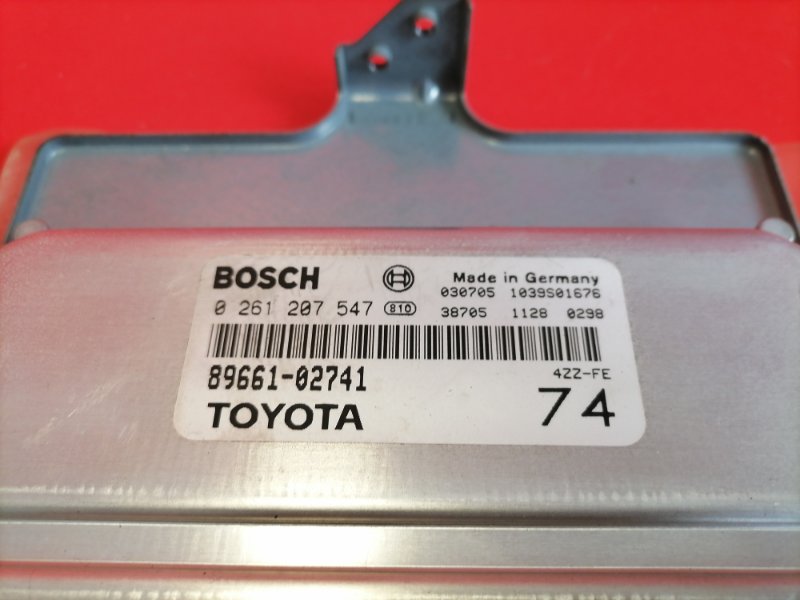 BOSCH Made in Germany
030705 1039S01676
0 261 207 547 810 38705 1128 0298
89661-02741 4ZZ-FE
TOYOTA 74